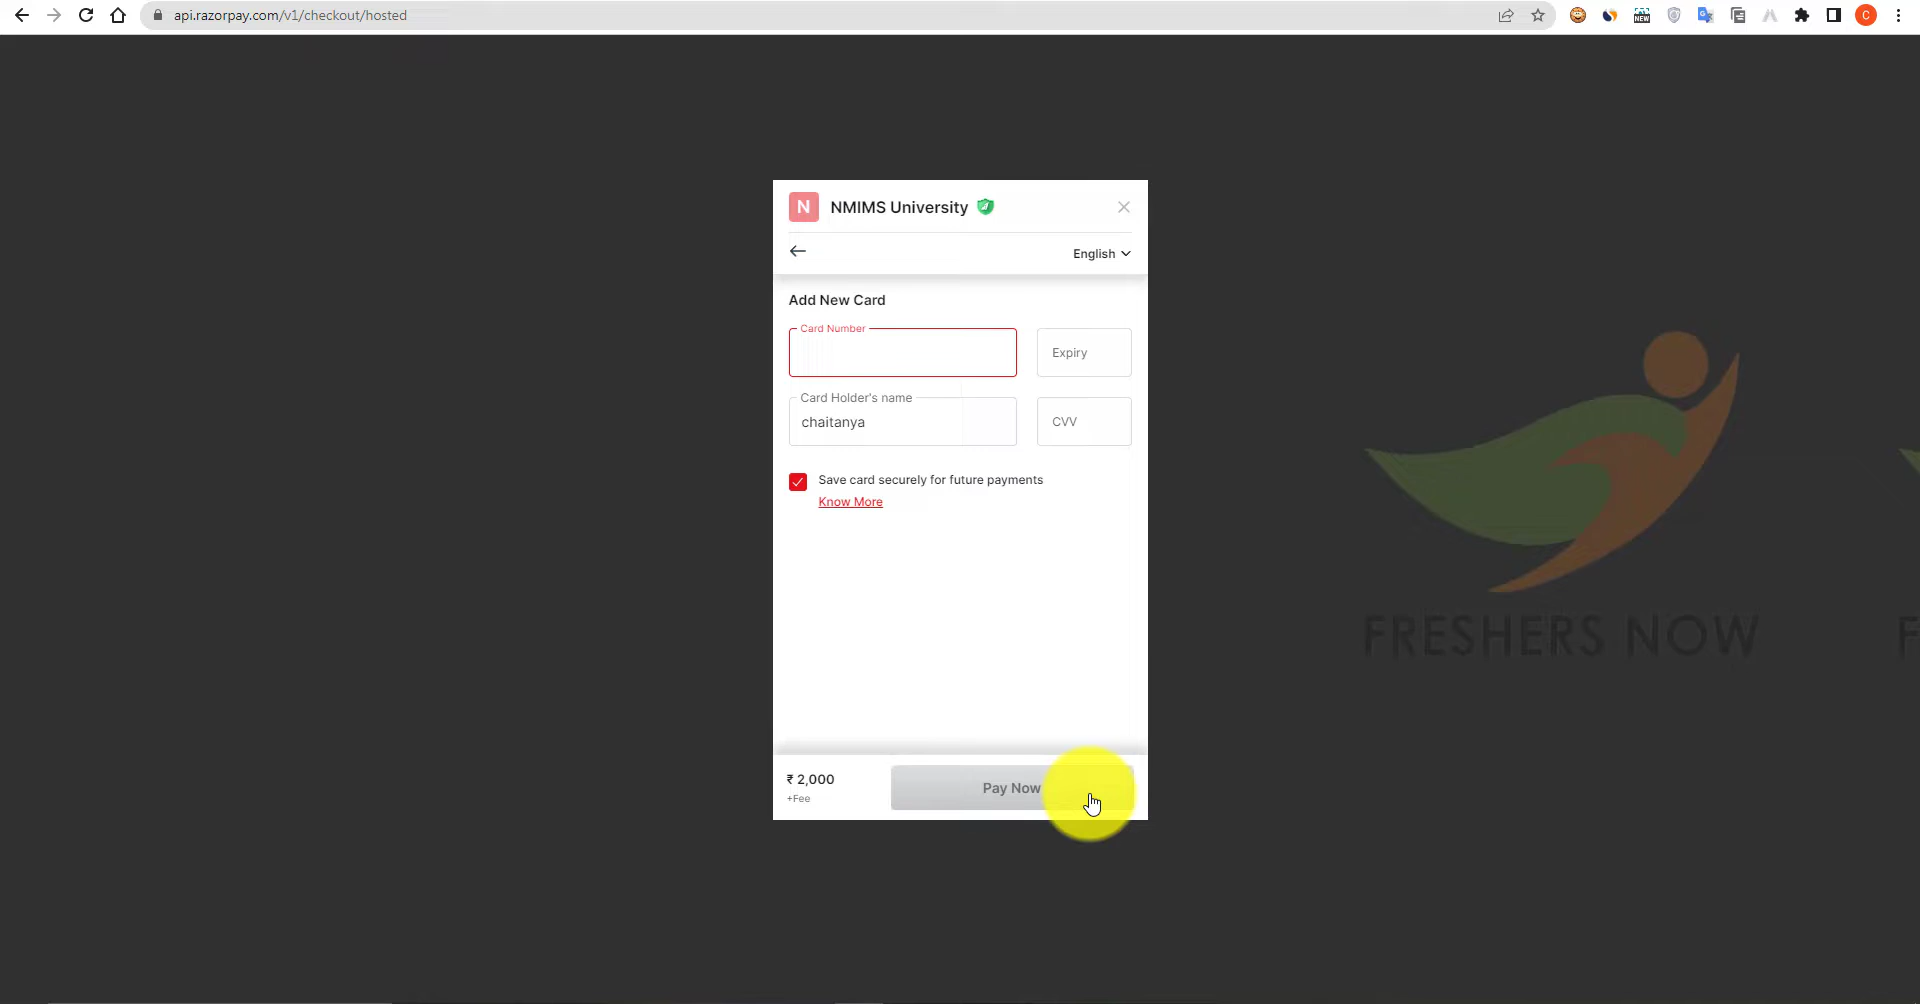 api.razorpay.com/v1/checkout/hosted
NEW
C
N
NMIMS University
English
Add New Card
Card Number
Expiry
Card Holder's name
chaitanya
CVV
Save card securely for future payments
Know More
₹ 2,000
+Fee
Pay Now
FRESHERS NOW
F